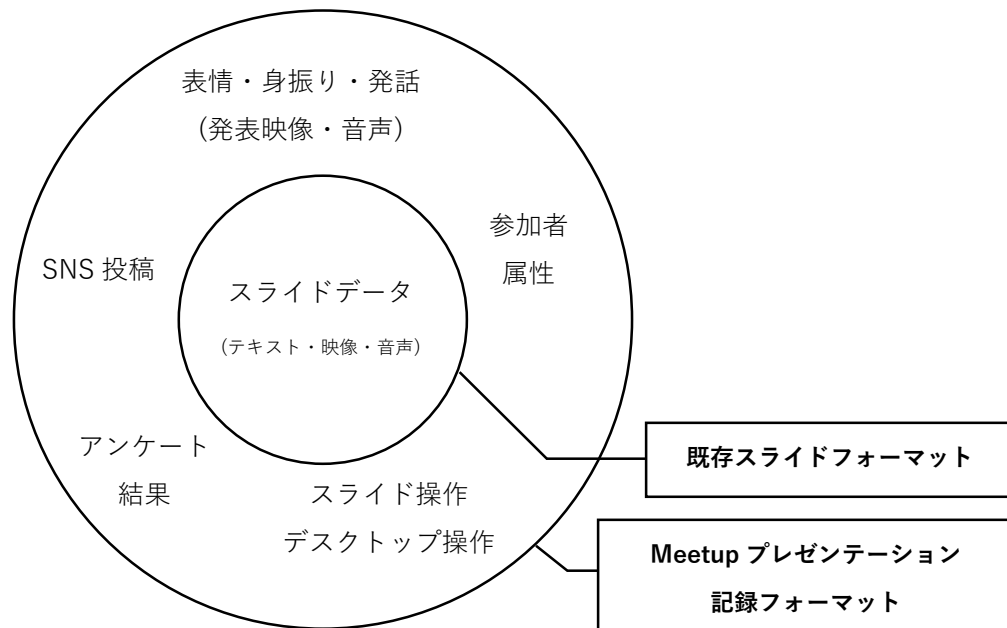 表情・身振り・発話
(発表映像・音声)
参加者
属性
SNS 投稿
スライドデータ
(テキスト・映像・音声)
アンケート
結果
スライド操作
デスクトップ操作
既存スライドフォーマット
Meetup プレゼンテーション
記録フォーマット